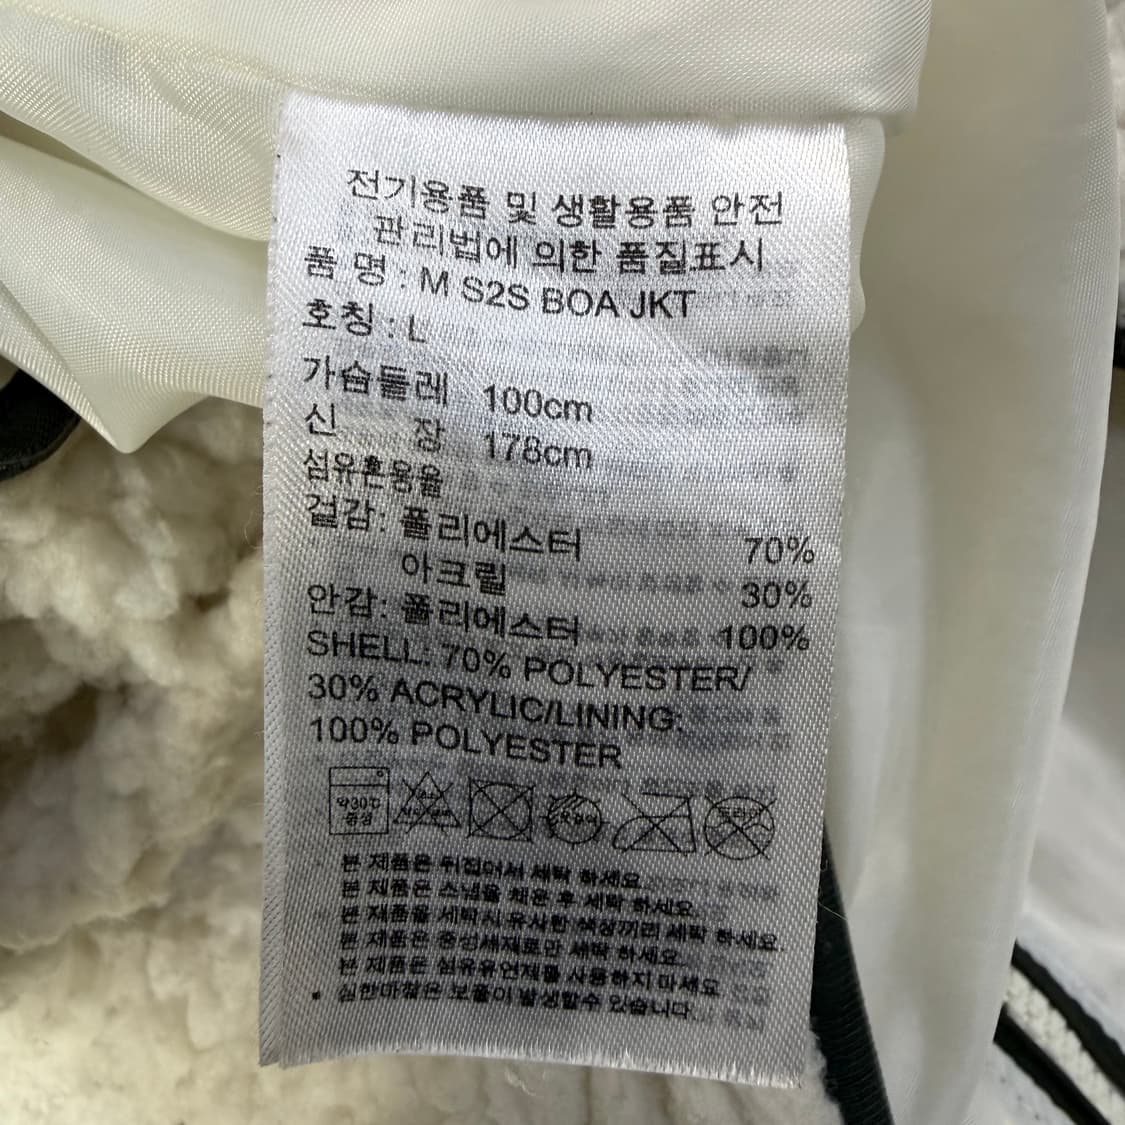 전기용품 및 생활용품 안전
관리법에 의한 품질표시
품 명 : M S2S BOA JKT
호칭 : L
가슴둘레 100cm
신 장 178cm
섬유혼용율
겉감: 폴리에스터 70%
아크릴 30%
안감: 폴리에스터 100%
SHELL: 70% POLYESTER/
30% ACRYLIC/LINING:
100% POLYESTER
약30℃
중성
본 제품은 뒤집어서 세탁 하세요.
본 제품은 스냅을 채운 후 세탁 하세요.
본 제품을 세탁시 유사한 색상끼리 세탁 하세요.
본 제품은 중성세제로만 세탁 하세요.
본 제품은 섬유유연제를 사용하지 마세요
심한마찰은 보풀이 발생할수 있습니다.